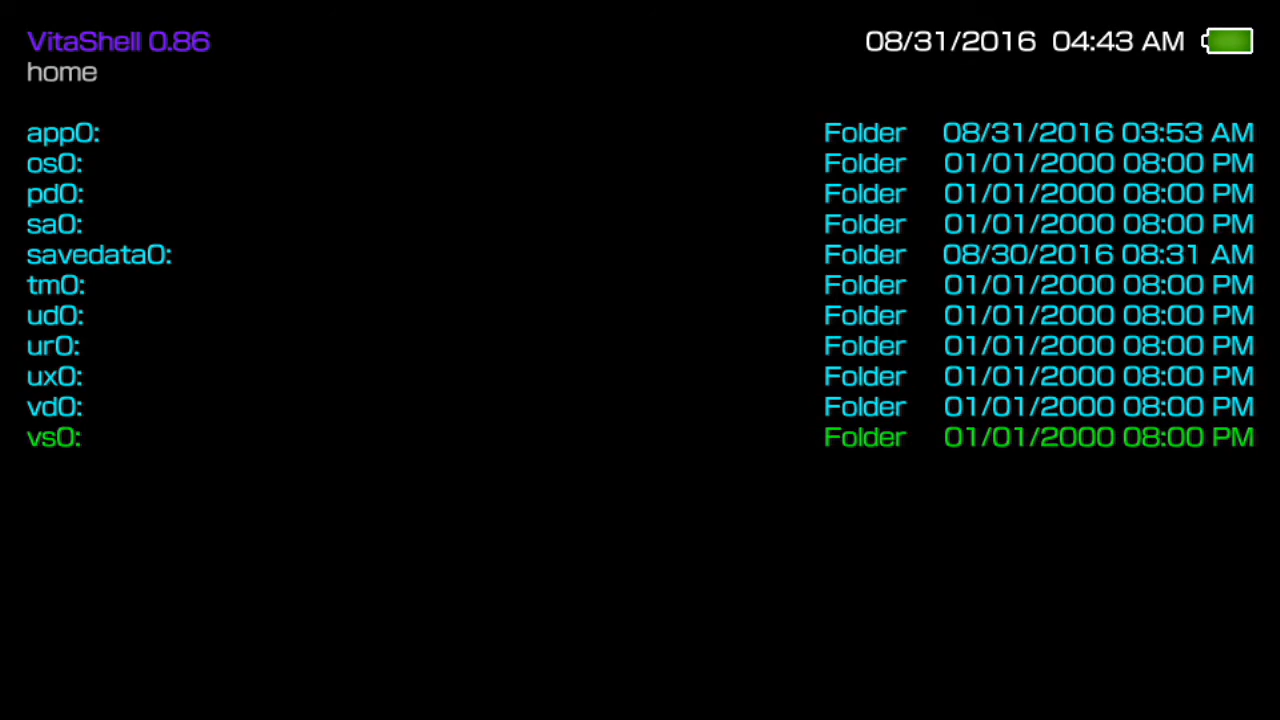 VitaShell 0.86 08/31/2016 04:43 AM
home
app0: Folder 08/31/2016 03:53 AM
os0: Folder 01/01/2000 08:00 PM
pd0: Folder 01/01/2000 08:00 PM
sa0: Folder 01/01/2000 08:00 PM
savedata0: Folder 08/30/2016 08:31 AM
tm0: Folder 01/01/2000 08:00 PM
ud0: Folder 01/01/2000 08:00 PM
ur0: Folder 01/01/2000 08:00 PM
ux0: Folder 01/01/2000 08:00 PM
vd0: Folder 01/01/2000 08:00 PM
vs0: Folder 01/01/2000 08:00 PM